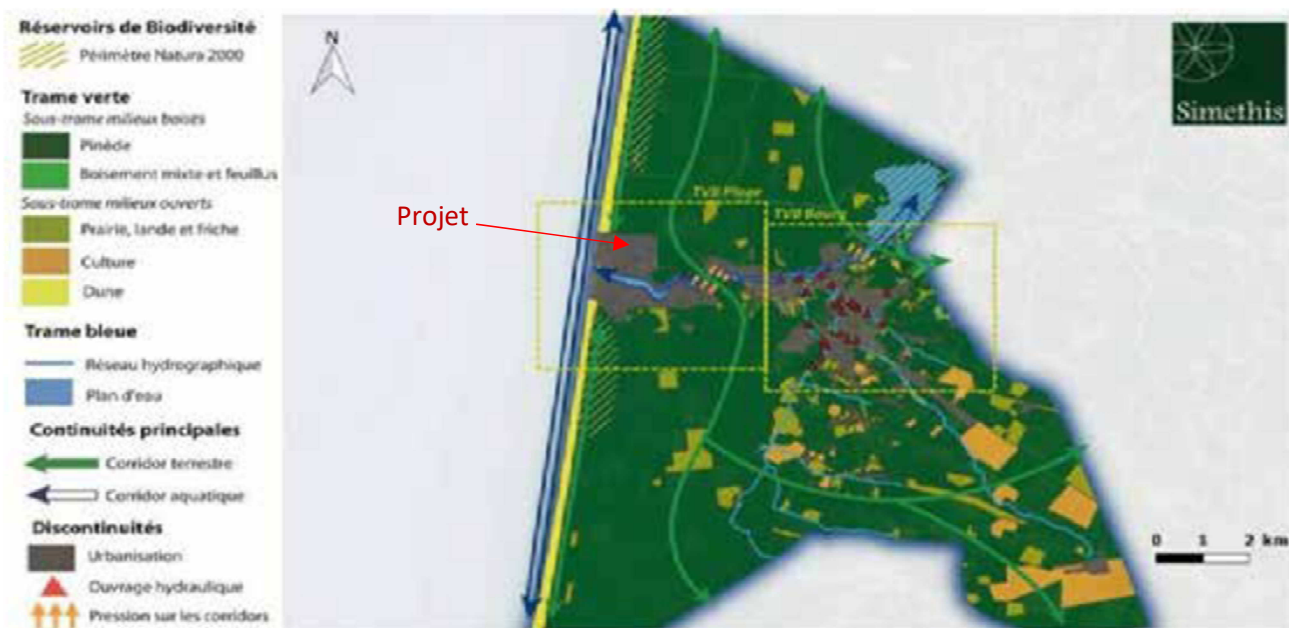 Réservoirs de Biodiversité
Périmètre Natura 2000
Trame verte
Sous-trame milieux boisés
Pinède
Boisement mixte et feuillus
Sous-trame milieux ouverts
Prairie, lande et friche
Culture
Dune
Trame bleue
Réseau hydrographique
Plan d'eau
Continuités principales
Corridor terrestre
Corridor aquatique
Discontinuités
Urbanisation
Ouvrage hydraulique
Pression sur les corridors
N
Projet
TVB Plage
TVB Bourg
Simethis
0 1 2 km